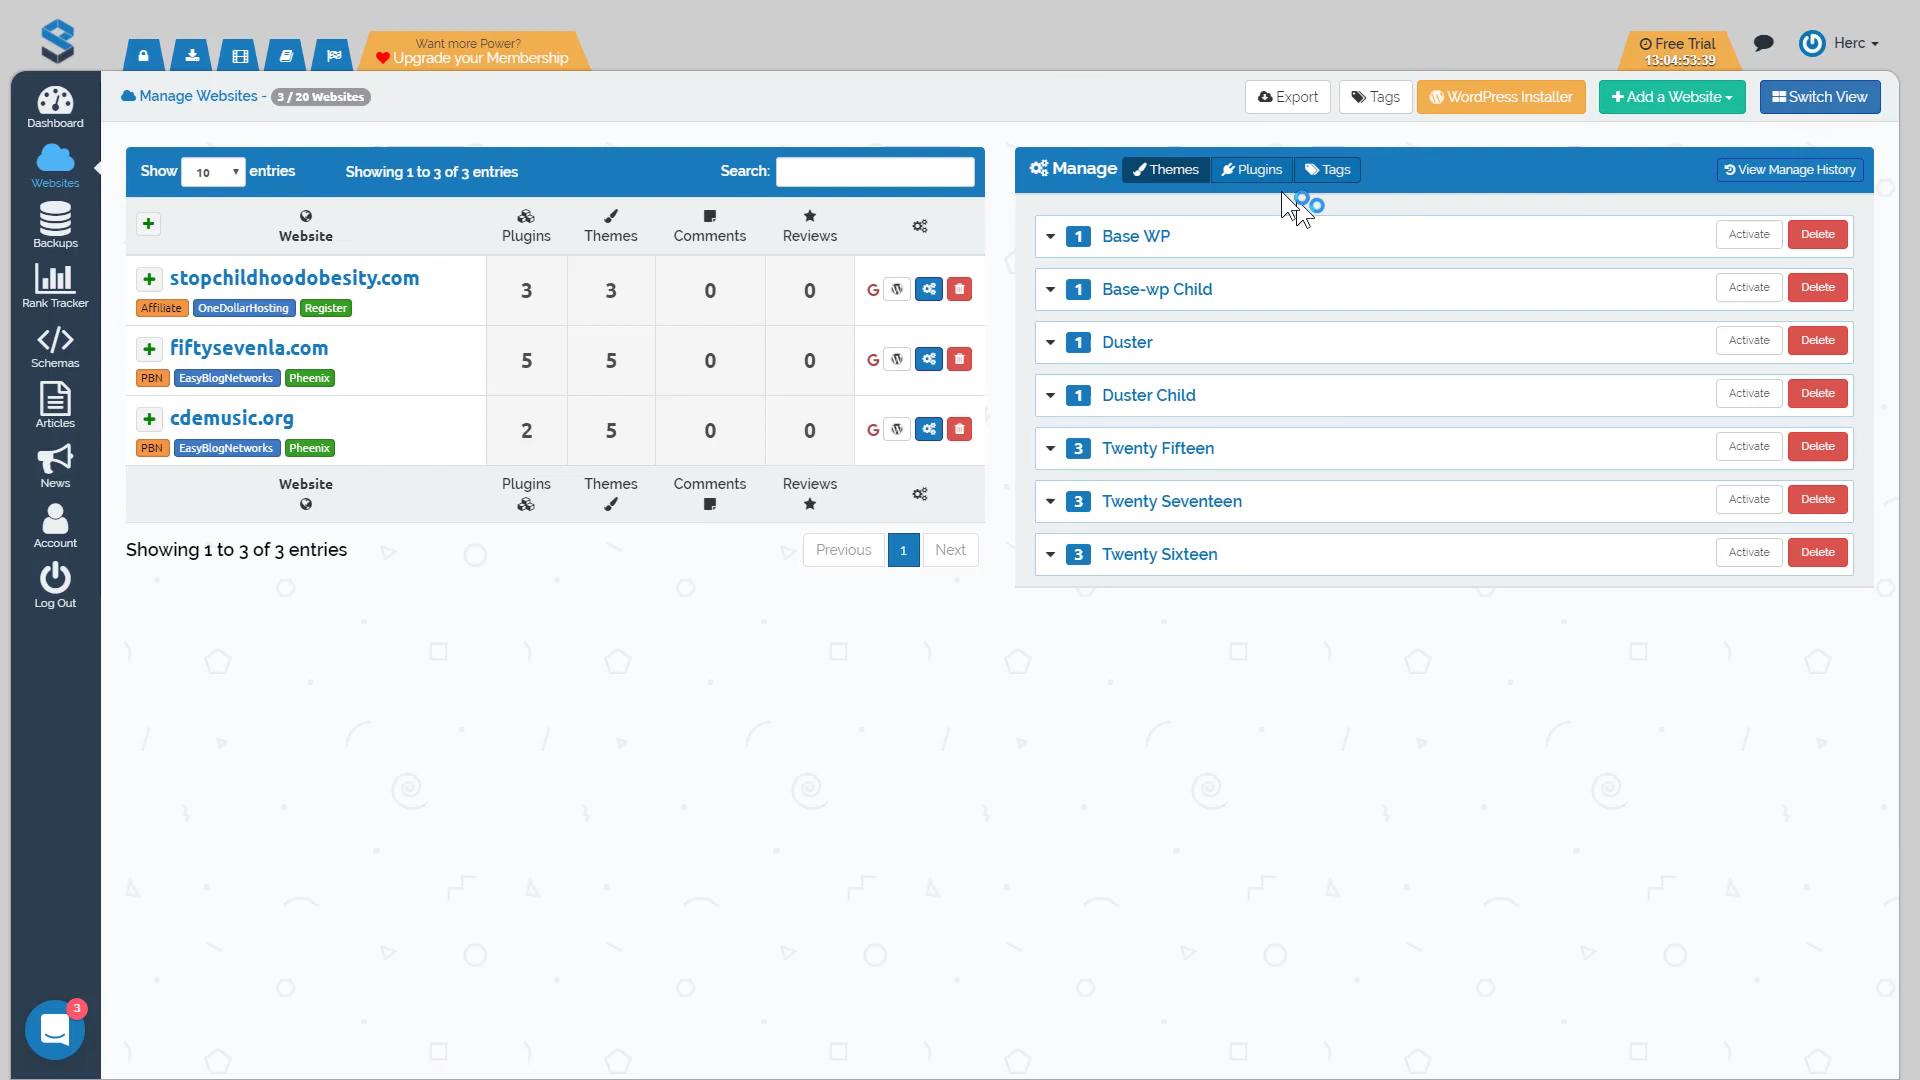 Want more Power?
Upgrade your Membership
Free Trial
13:04:53:39
Herc
Manage Websites - 3 / 20 Websites
Export
Tags
WordPress Installer
Add a Website
Switch View
Dashboard
Websites
Backups
Rank Tracker
Schemas
Articles
News
Account
Log Out
3
Show 10 entries
Showing 1 to 3 of 3 entries
Search:
Website
Plugins
Themes
Comments
Reviews
stopchildhoodobesity.com
Affiliate OneDollarHosting Register
3 3 0 0 G
fiftysevenla.com
PBN EasyBlogNetworks Pheenix
5 5 0 0 G
cdemusic.org
PBN EasyBlogNetworks Pheenix
2 5 0 0 G
Website
Plugins
Themes
Comments
Reviews
Showing 1 to 3 of 3 entries
Previous 1 Next
Manage Themes Plugins Tags View Manage History
1 Base WP Activate Delete
1 Base-wp Child Activate Delete
1 Duster Activate Delete
1 Duster Child Activate Delete
3 Twenty Fifteen Activate Delete
3 Twenty Seventeen Activate Delete
3 Twenty Sixteen Activate Delete